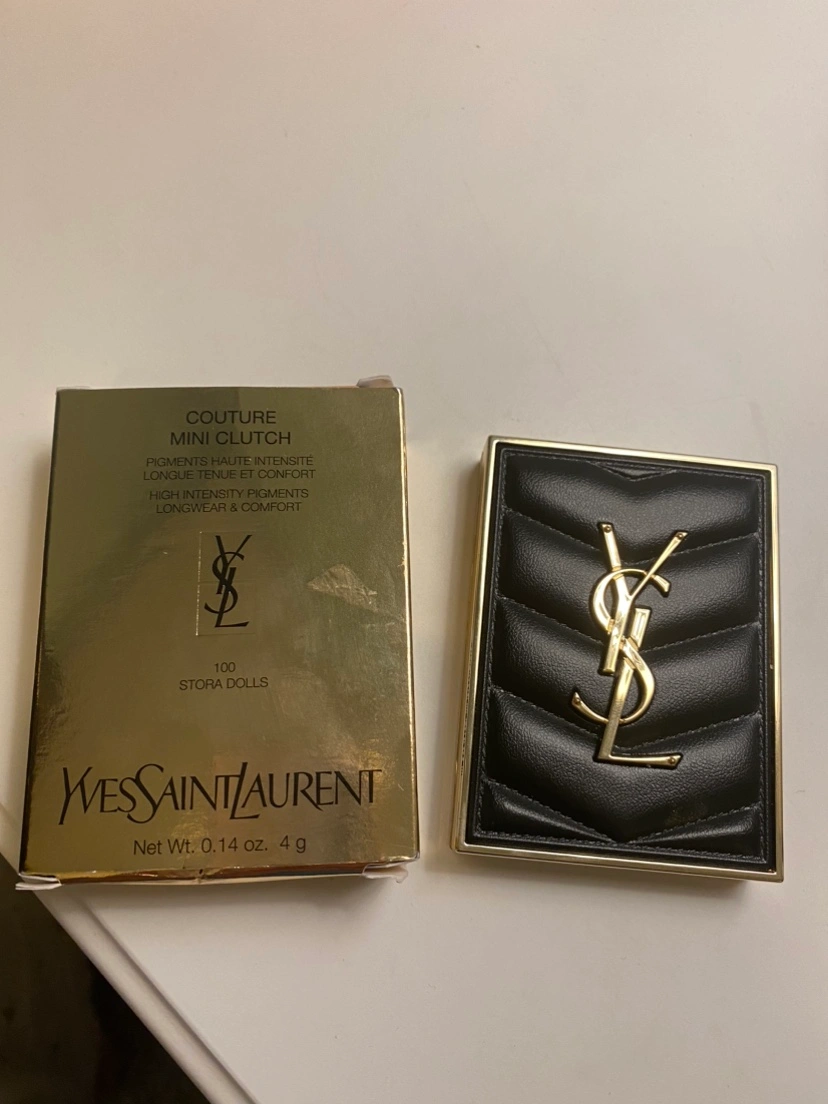 COUTURE
MINI CLUTCH
PIGMENTS HAUTE INTENSITÉ
LONGUE TENUE ET CONFORT
HIGH INTENSITY PIGMENTS
LONGWEAR & COMFORT
YSL
100
STORA DOLLS
YVESSAINTLAURENT
Net Wt. 0.14 oz. 4 g
YSL